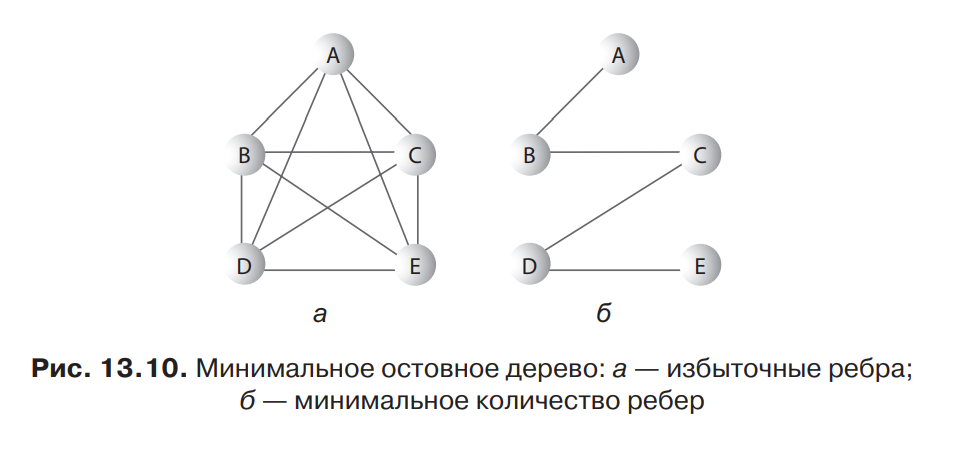 A
A
B
C
B
C
D
E
D
E
а
б
Рис. 13.10. Минимальное остовное дерево: а — избыточные ребра;
б — минимальное количество ребер